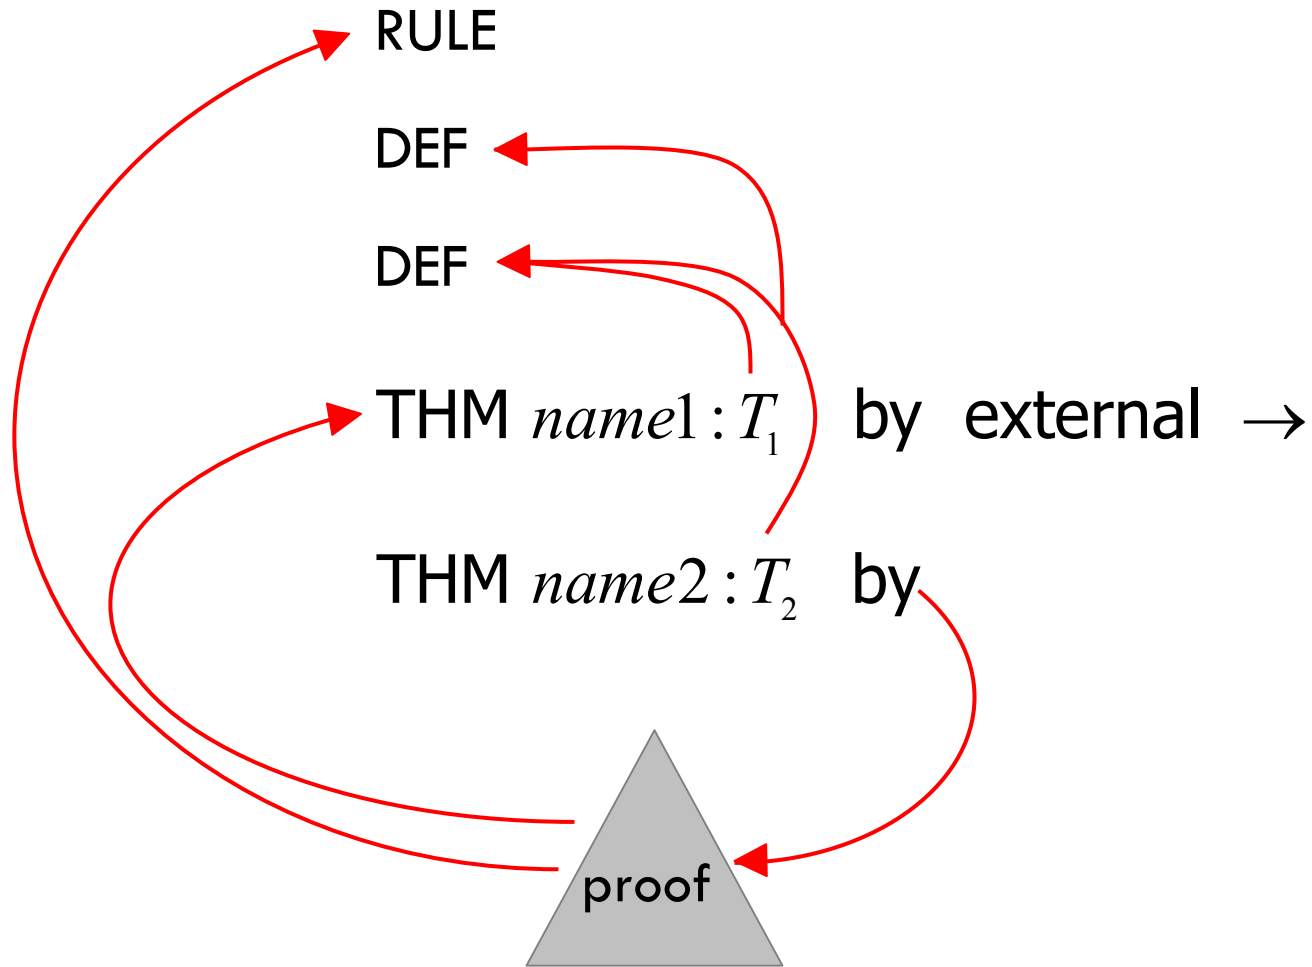 RULE
DEF
DEF
THM name1 : T₁ by external →
THM name2 : T₂ by
proof